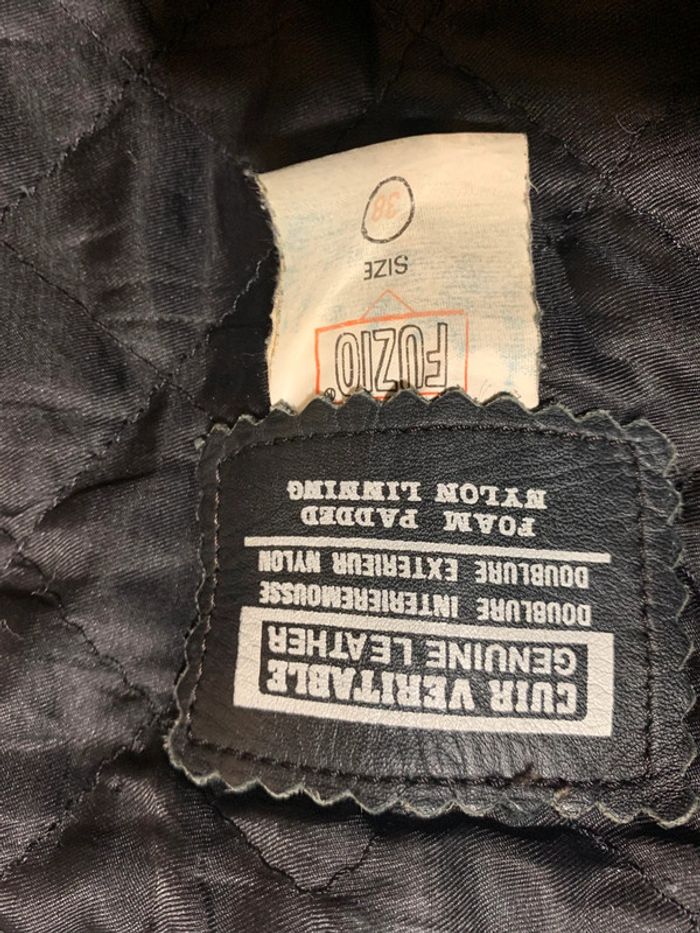 CUIR VERITABLE
GENUINE LEATHER
DOUBLURE INTERIEREMOUSSE
DOUBLURE EXTERIEUR NYLON
FOAM PADDED
NYLON LINNING
FUZIO®
SIZE
38